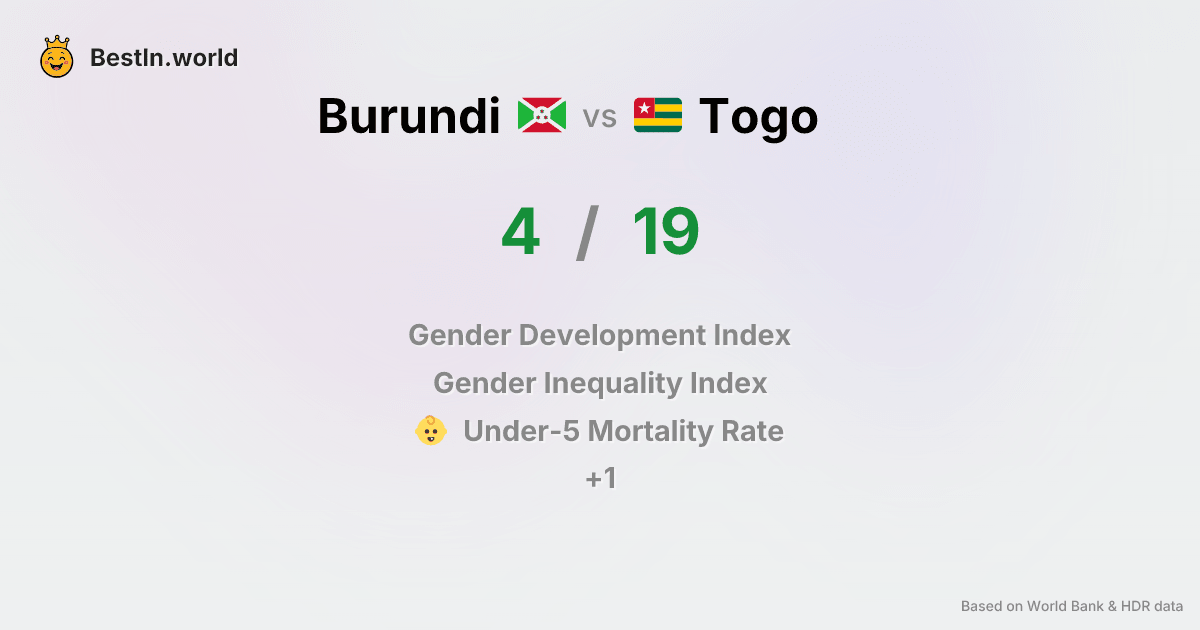 BestIn.world
Burundi vs Togo
4 / 19
Gender Development Index
Gender Inequality Index
Under-5 Mortality Rate
+1
Based on World Bank & HDR data